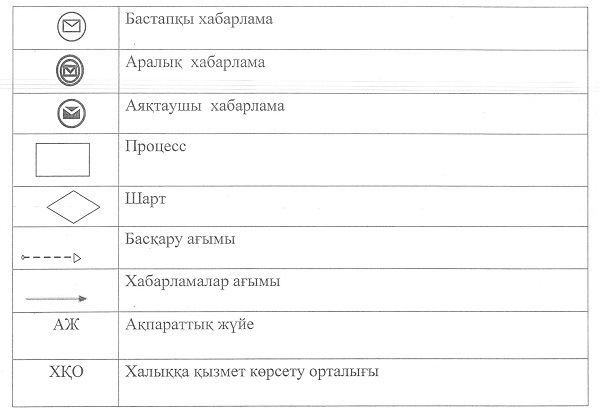 Бастапқы хабарлама
Аралық хабарлама
Аяқтаушы хабарлама
Процесс
Шарт
Басқару ағымы
Хабарламалар ағымы
АЖ Ақпараттық жүйе
ХҚО Халыққа қызмет көрсету орталығы